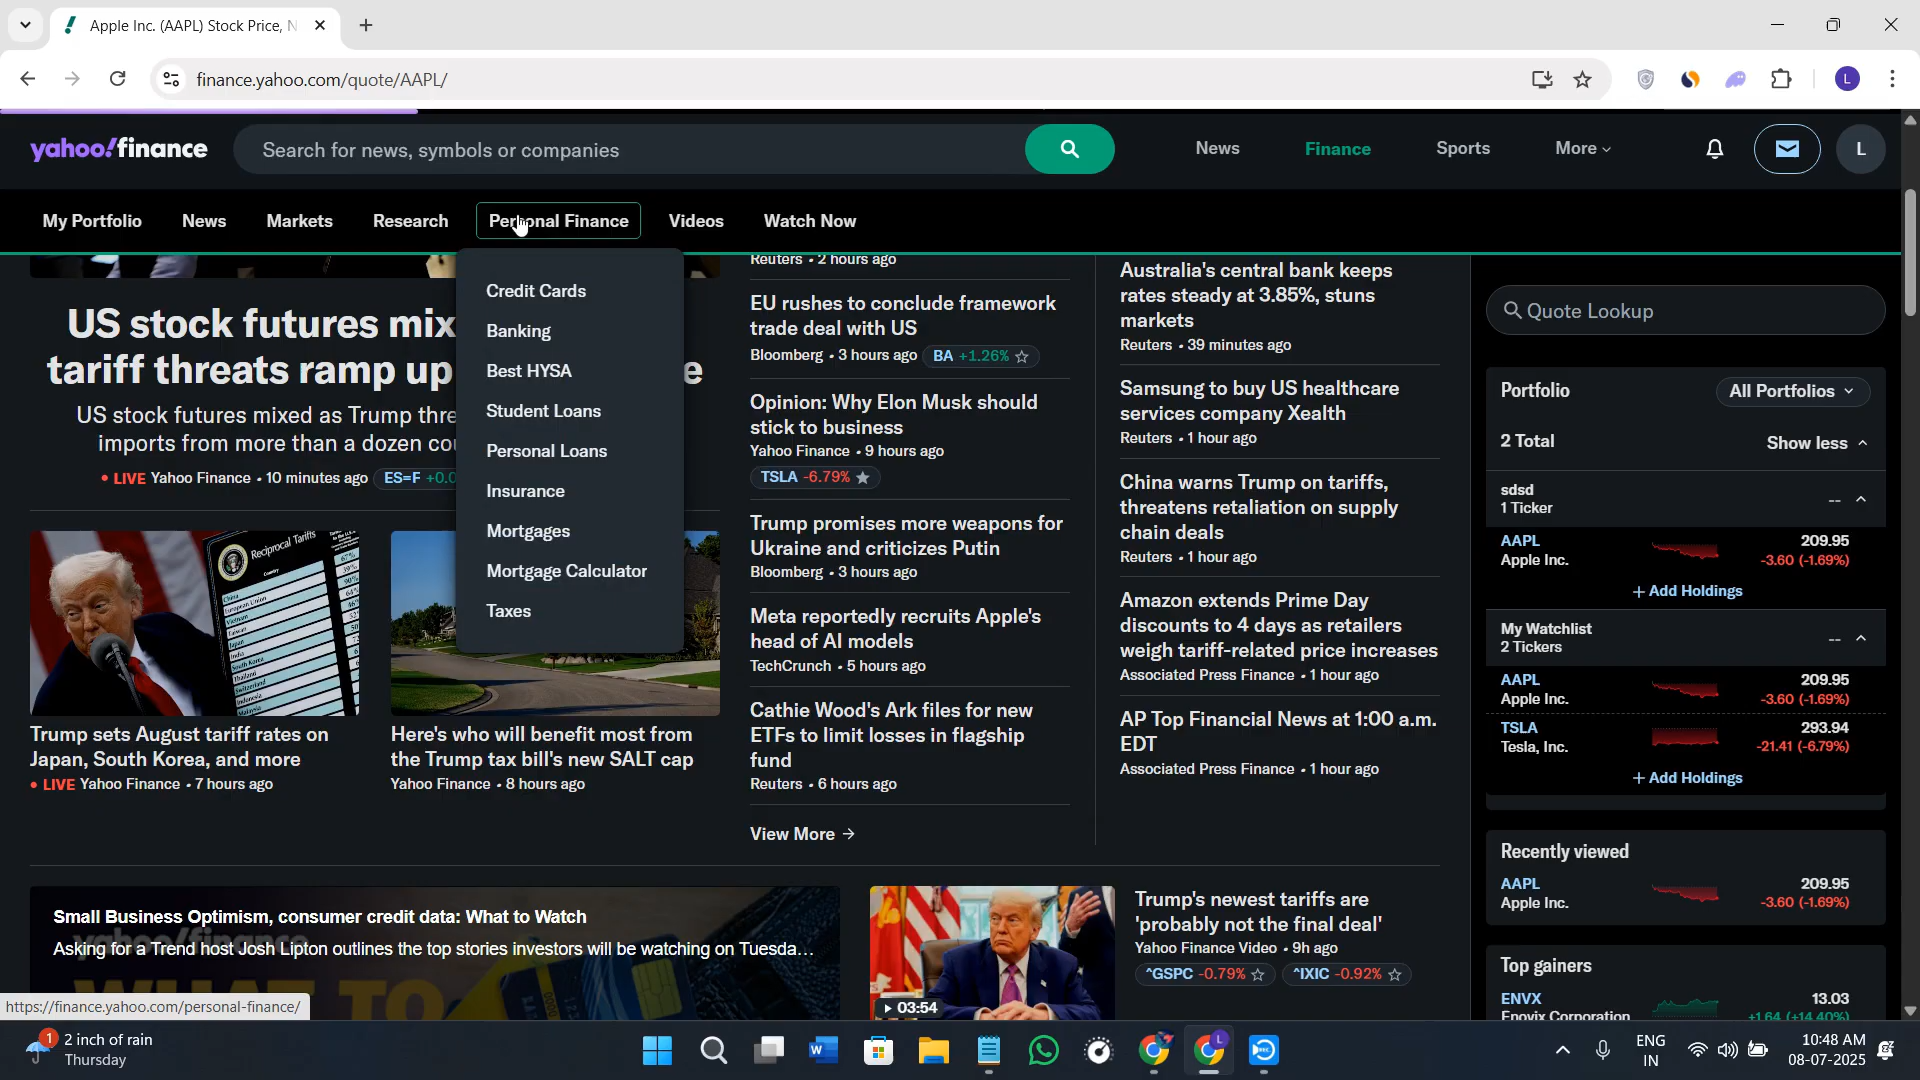 Apple Inc. (AAPL) Stock Price, N
finance.yahoo.com/quote/AAPL/
L
yahoo!finance
Search for news, symbols or companies
News
Finance
Sports
More
L
My Portfolio
News
Markets
Research
Personal Finance
Videos
Watch Now
Credit Cards
Banking
Best HYSA
Student Loans
Personal Loans
Insurance
Mortgages
Mortgage Calculator
Taxes
US stock futures mix
tariff threats ramp up
e
US stock futures mixed as Trump thre
imports from more than a dozen co
• LIVE Yahoo Finance • 10 minutes ago ES=F +0.0
Reciprocal Tariffs
Trump sets August tariff rates on
Japan, South Korea, and more
• LIVE Yahoo Finance • 7 hours ago
Here's who will benefit most from
the Trump tax bill's new SALT cap
Yahoo Finance • 8 hours ago
Reuters • 2 hours ago
EU rushes to conclude framework
trade deal with US
Bloomberg • 3 hours ago BA +1.26%
Opinion: Why Elon Musk should
stick to business
Yahoo Finance • 9 hours ago
TSLA -6.79%
Trump promises more weapons for
Ukraine and criticizes Putin
Bloomberg • 3 hours ago
Meta reportedly recruits Apple's
head of AI models
TechCrunch • 5 hours ago
Cathie Wood's Ark files for new
ETFs to limit losses in flagship
fund
Reuters • 6 hours ago
View More
Australia's central bank keeps
rates steady at 3.85%, stuns
markets
Reuters • 39 minutes ago
Samsung to buy US healthcare
services company Xealth
Reuters • 1 hour ago
China warns Trump on tariffs,
threatens retaliation on supply
chain deals
Reuters • 1 hour ago
Amazon extends Prime Day
discounts to 4 days as retailers
weigh tariff-related price increases
Associated Press Finance • 1 hour ago
AP Top Financial News at 1:00 a.m.
EDT
Associated Press Finance • 1 hour ago
Quote Lookup
Portfolio
All Portfolios
2 Total
Show less
sdsd
1 Ticker
--
AAPL 209.95
Apple Inc. -3.60 (-1.69%)
+ Add Holdings
My Watchlist
2 Tickers
--
AAPL 209.95
Apple Inc. -3.60 (-1.69%)
TSLA 293.94
Tesla, Inc. -21.41 (-6.79%)
+ Add Holdings
Recently viewed
AAPL 209.95
Apple Inc. -3.60 (-1.69%)
Top gainers
ENVX 13.03
Enovix Corporation +1.64 (+14.40%)
Small Business Optimism, consumer credit data: What to Watch
Asking for a Trend host Josh Lipton outlines the top stories investors will be watching on Tuesda...
yahoo!finance
WHAT TO
03:54
Trump's newest tariffs are
'probably not the final deal'
Yahoo Finance Video • 9h ago
^GSPC -0.79%
^IXIC -0.92%
https://finance.yahoo.com/personal-finance/
1
2 inch of rain
Thursday
L
REC
ENG
IN
10:48 AM
08-07-2025